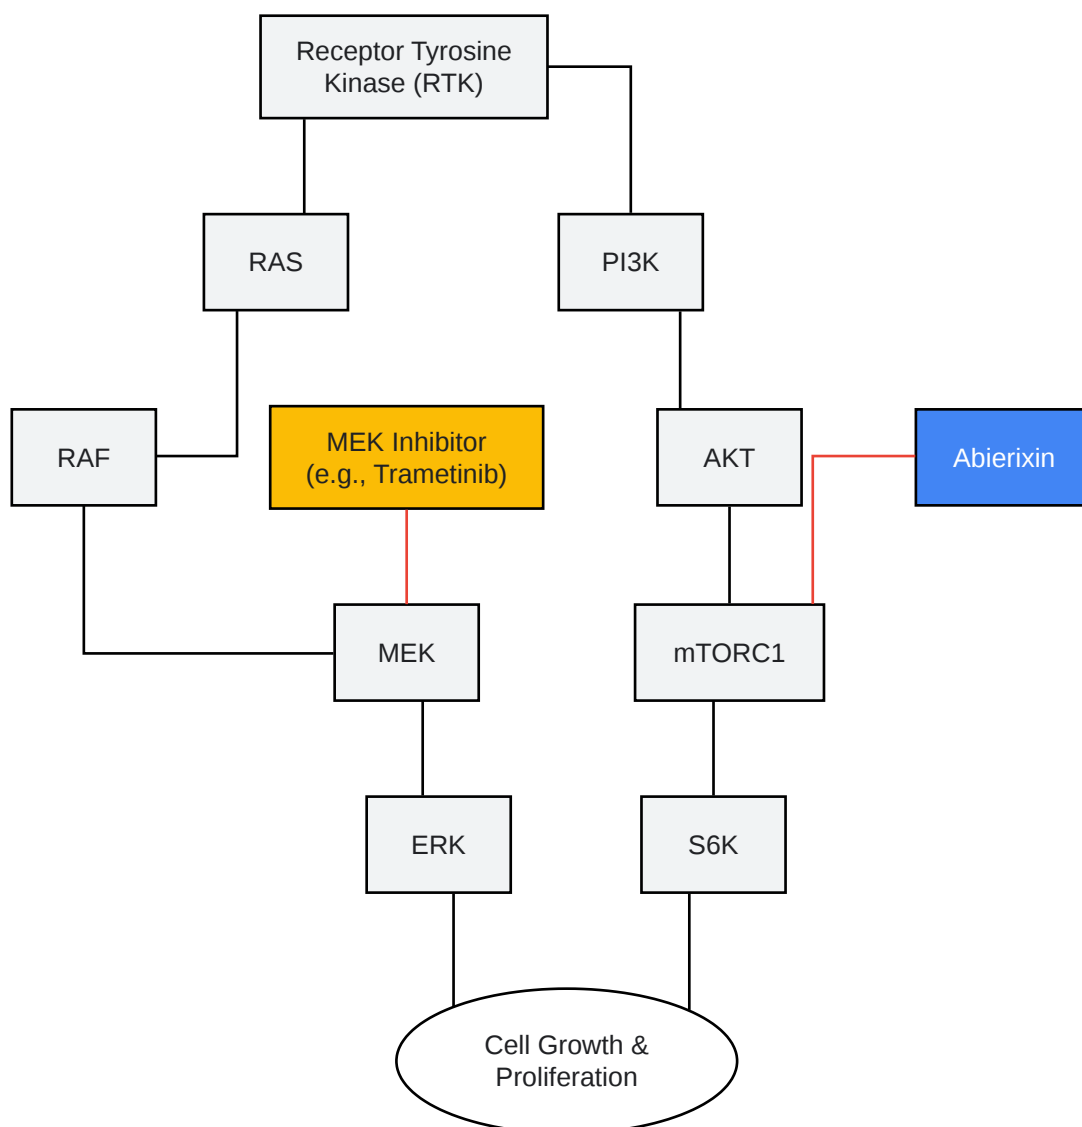 Receptor Tyrosine
Kinase (RTK)
RAS
PI3K
RAF
MEK Inhibitor
(e.g., Trametinib)
AKT
Abierixin
MEK
mTORC1
ERK
S6K
Cell Growth &
Proliferation